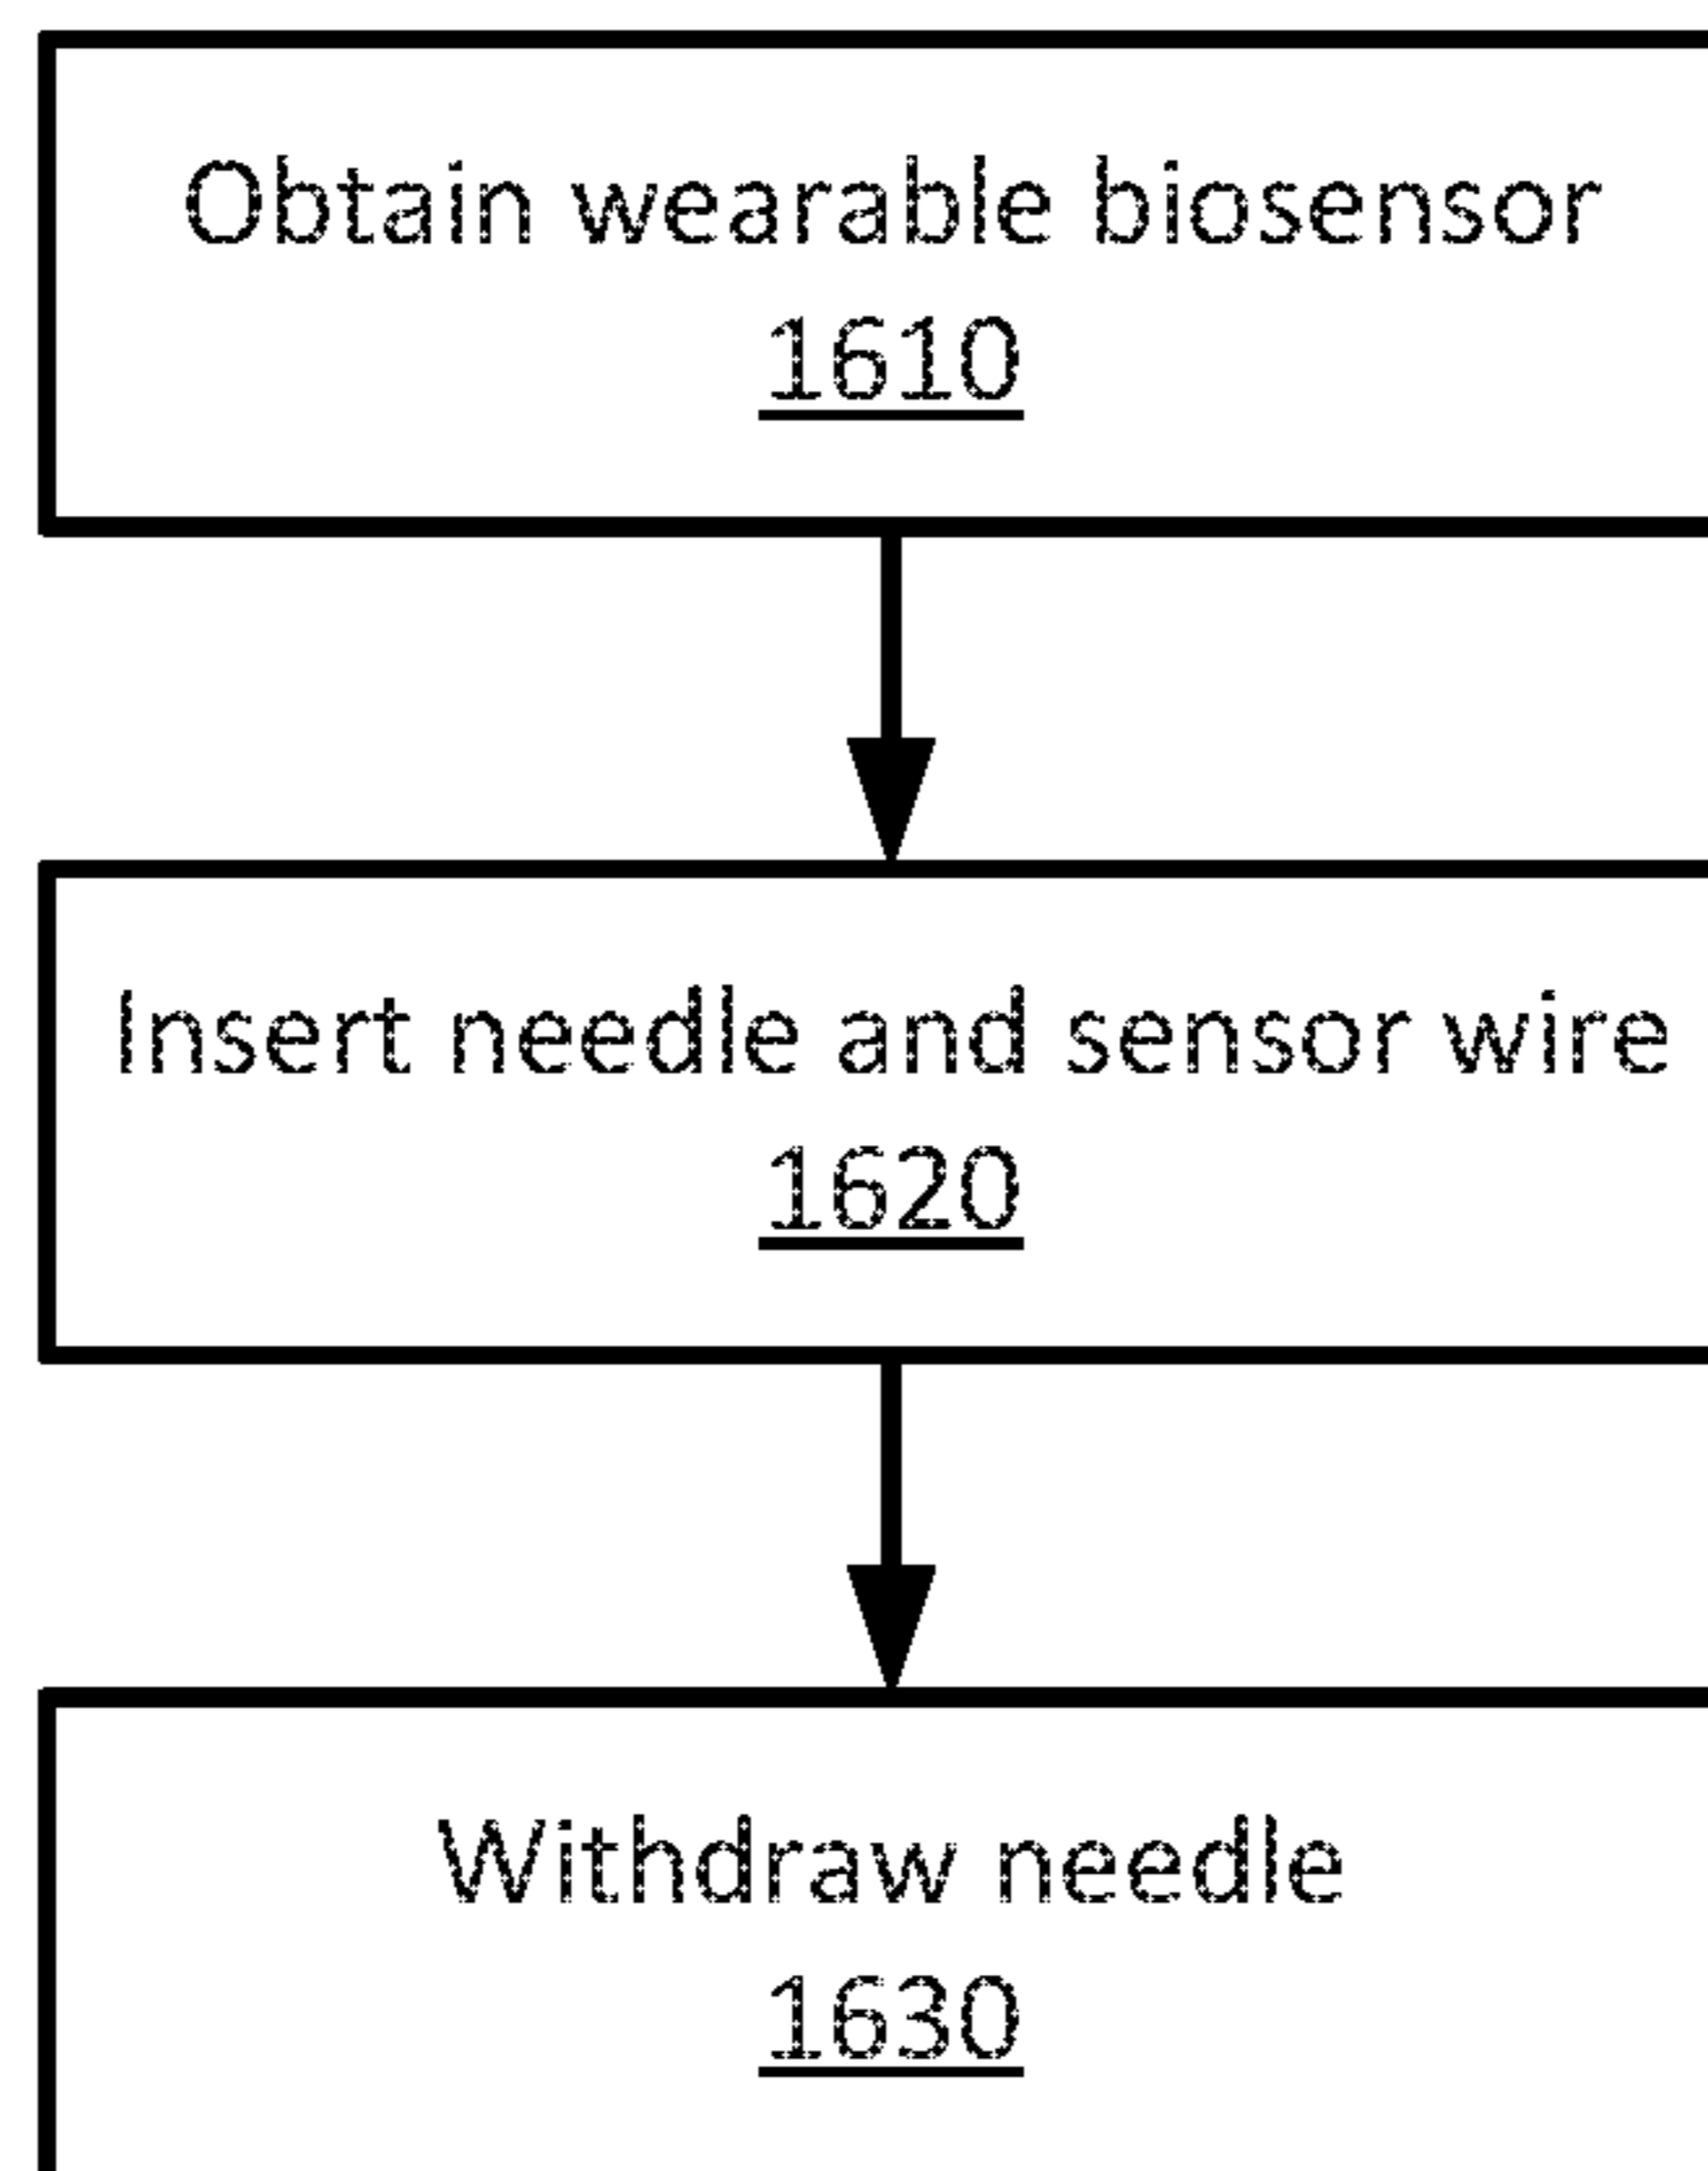 Obtain wearable biosensor
1610
Insert needle and sensor wire
1620
Withdraw needle
1630